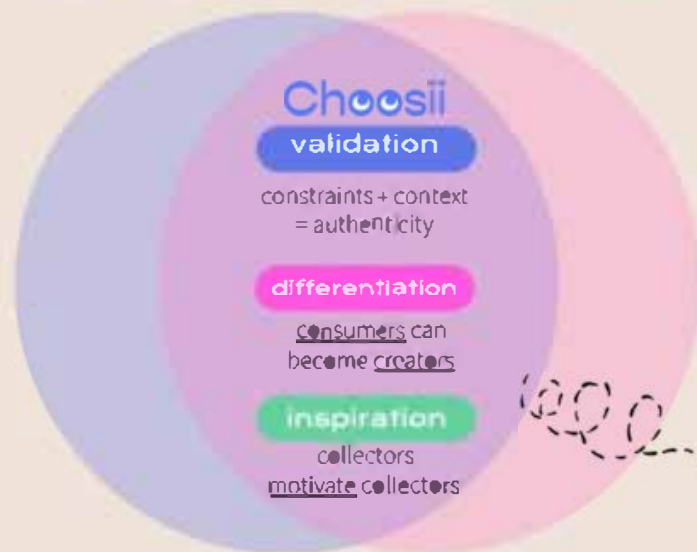 Choosii
validation
constraints + context
= authenticity
differentiation
consumers can
become creators
inspiration
collectors
motivate collectors